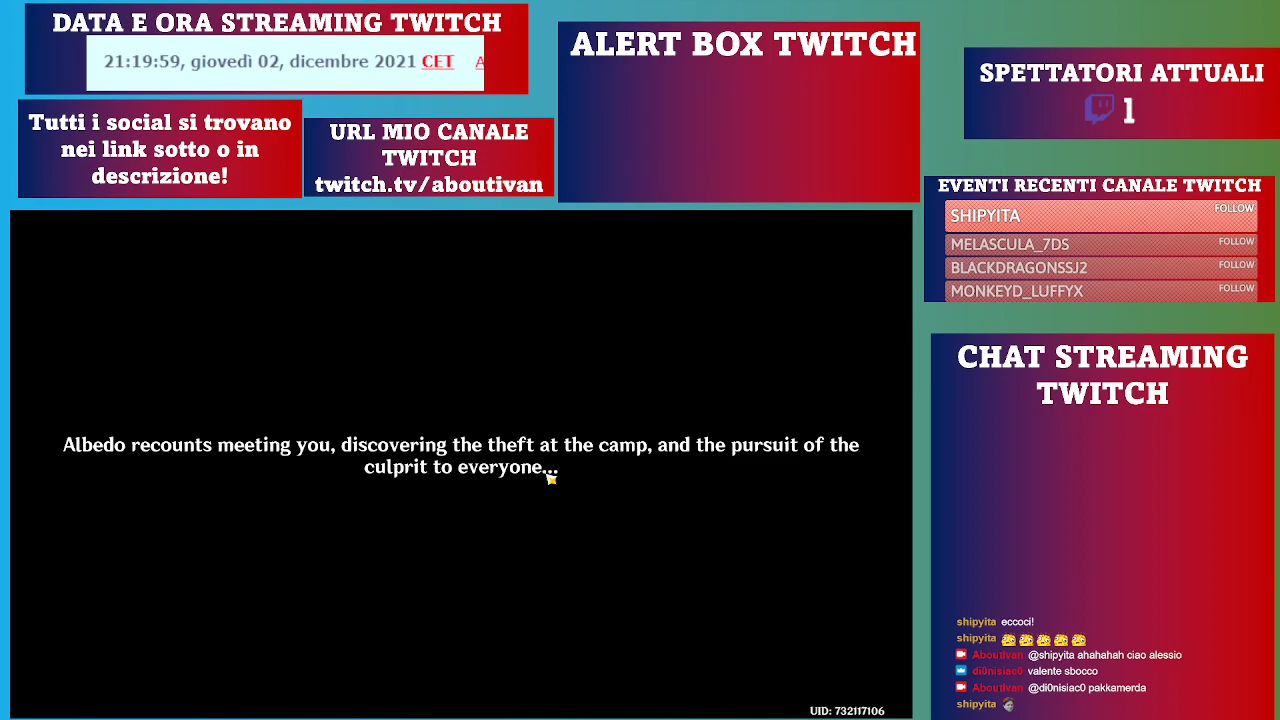 DATA E ORA STREAMING TWITCH
21:19:59, giovedì 02, dicembre 2021 CET
Tutti i social si trovano
nei link sotto o in
descrizione!
URL MIO CANALE
TWITCH
twitch.tv/aboutivan
ALERT BOX TWITCH
SPETTATORI ATTUALI
1
EVENTI RECENTI CANALE TWITCH
SHIPYITA FOLLOW
MELASCULA_7DS FOLLOW
BLACKDRAGONSSJ2 FOLLOW
MONKEYD_LUFFYX FOLLOW
Albedo recounts meeting you, discovering the theft at the camp, and the pursuit of the
culprit to everyone...
UID: 732117106
CHAT STREAMING
TWITCH
shipyita eccoci!
shipyita
AboutIvan @shipyita ahahahah ciao alessio
di0nisiac0 valente sbocco
AboutIvan @di0nisiac0 pakkamerda
shipyita